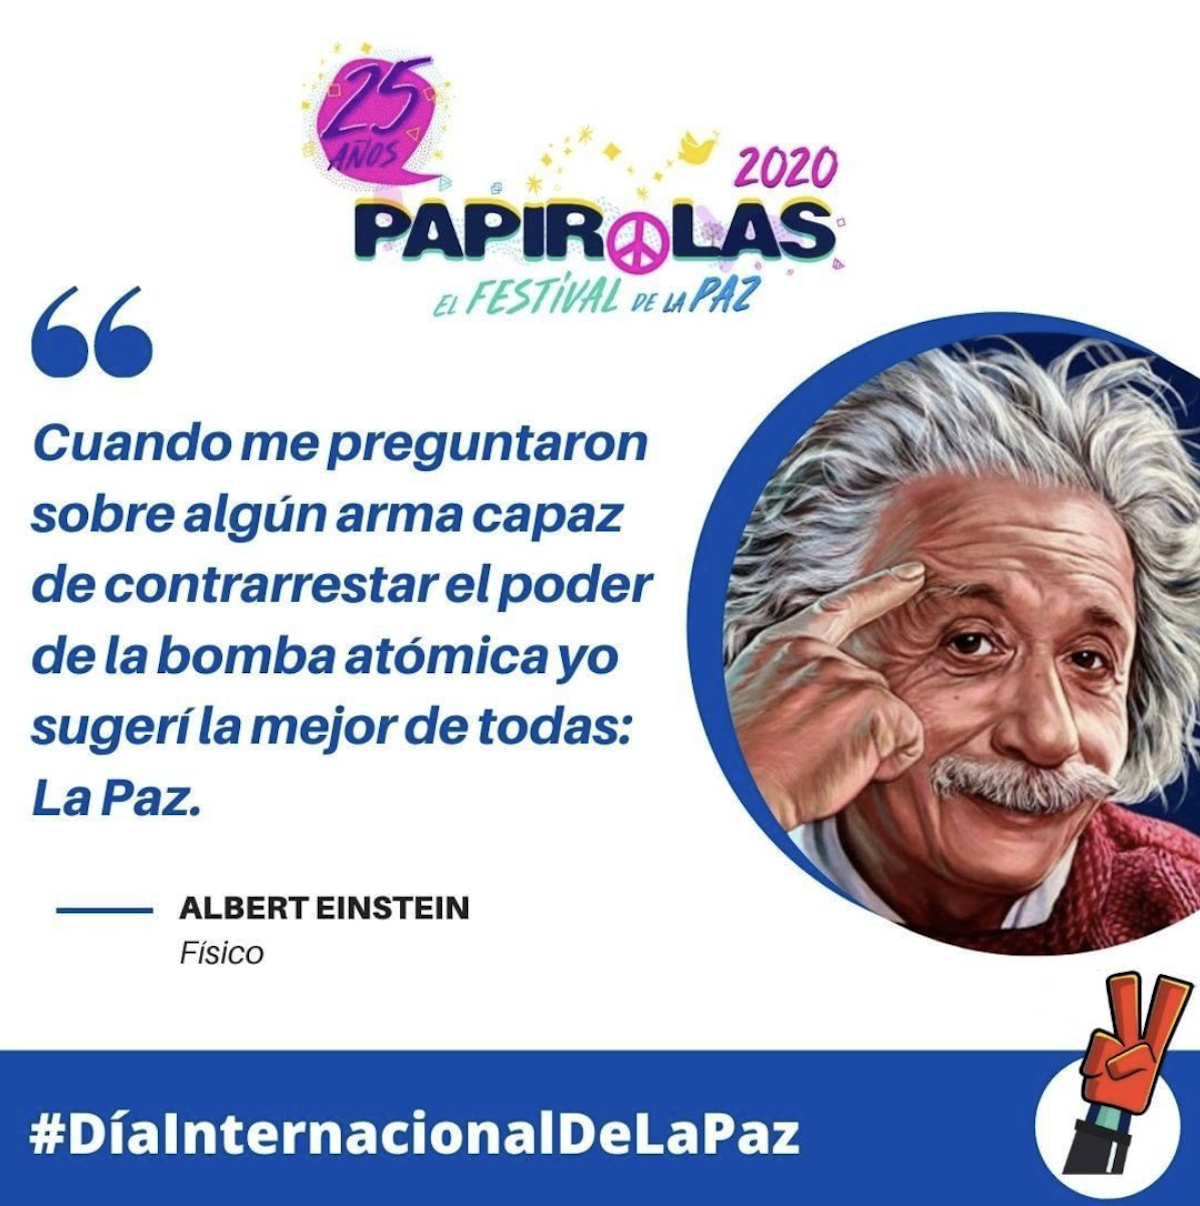 25
AÑOS
2020
PAPIROLAS
EL FESTIVAL DE LA PAZ
Cuando me preguntaron
sobre algún arma capaz
de contrarrestar el poder
de la bomba atómica yo
sugerí la mejor de todas:
La Paz.
ALBERT EINSTEIN
Físico
#DíaInternacionalDeLaPaz